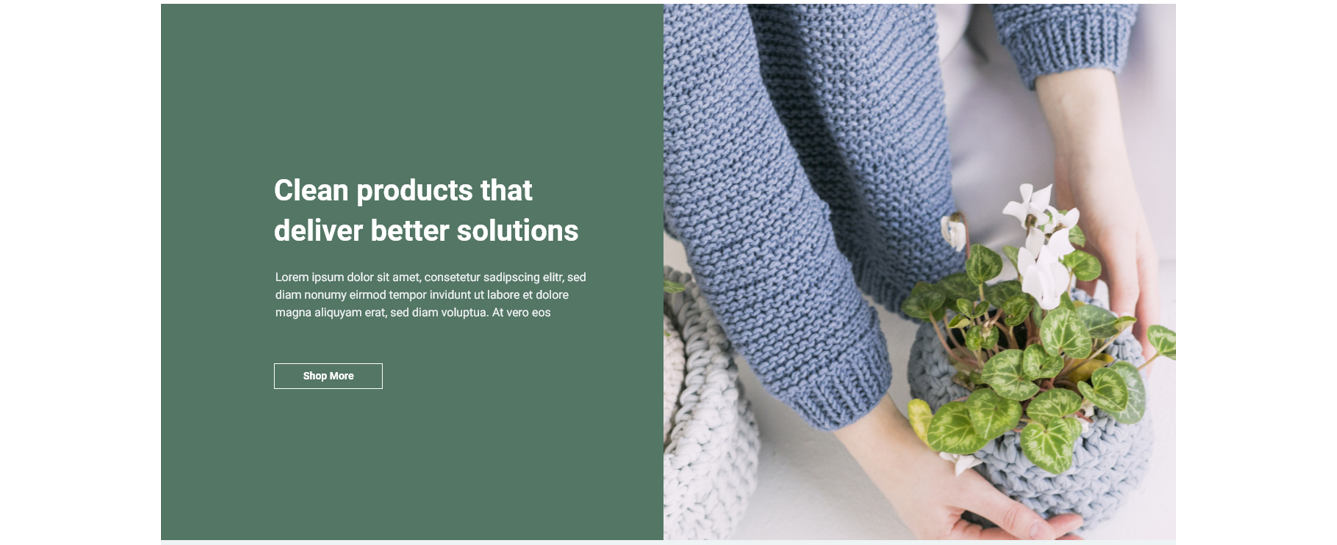 Clean products that
deliver better solutions
Lorem ipsum dolor sit amet, consetetur sadipscing elitr, sed
diam nonumy eirmod tempor invidunt ut labore et dolore
magna aliquyam erat, sed diam voluptua. At vero eos
Shop More